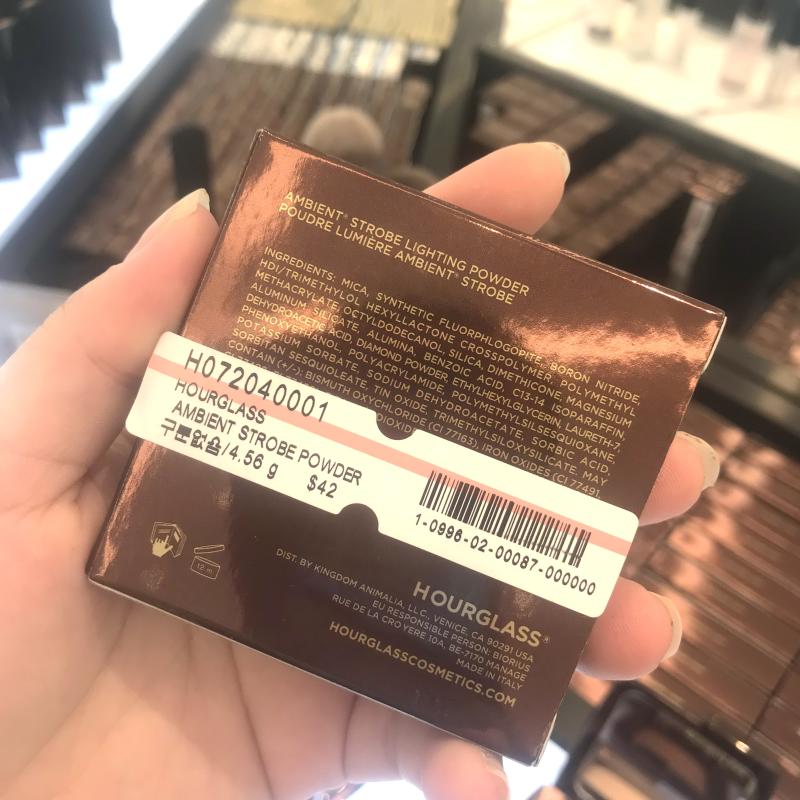 AMBIENT® STROBE LIGHTING POWDER
POUDRE LUMIÈRE AMBIENT® STROBE
INGREDIENTS: MICA, SYNTHETIC FLUORPHLOGOPITE, BORON NITRIDE,
HDI/TRIMETHYLOL HEXYLLACTONE CROSSPOLYMER, POLYMETHYL
METHACRYLATE, OCTYLDODECANOL, SILICA, DIMETHICONE, MAGNESIUM
ALUMINUM SILICATE, ALUMINA, BENZOIC ACID, C13-14 ISOPARAFFIN,
DEHYDROACETIC ACID, DIAMOND POWDER, ETHYLHEXYLGLYCERIN, LAURETH-7,
PHENOXYETHANOL, POLYACRYLAMIDE, POLYMETHYLSILSESQUIOXANE,
POTASSIUM SORBATE, SODIUM DEHYDROACETATE, SORBIC ACID,
SORBITAN SESQUIOLEATE, TIN OXIDE, TRIMETHYLSILOXYSILICATE. MAY
CONTAIN (+/-): BISMUTH OXYCHLORIDE (CI 77163), IRON OXIDES (CI 77491,
H072040001
HOURGLASS
AMBIENT STROBE POWDER
구분없음/4.56 g $42
1-0996-02-00087-000000
12 m
HOURGLASS®
DIST. BY KINGDOM ANIMALIA, LLC., VENICE, CA 90291 USA
EU RESPONSIBLE PERSON: BIORIUS
RUE DE LA CROYERE 10A, BE-7170 MANAGE
MADE IN ITALY
HOURGLASSCOSMETICS.COM